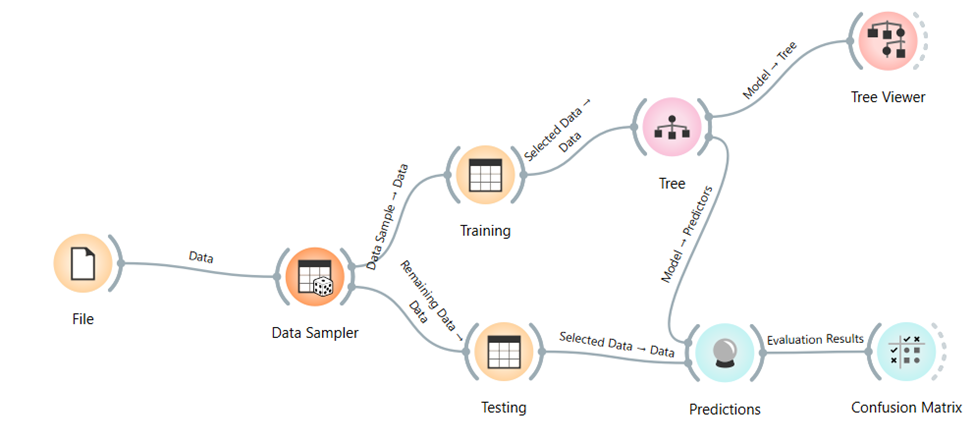 Tree Viewer
Model → Tree
Selected Data →
Data
Tree
Training
Data Sample → Data
Model → Predictors
Data
File
Data Sampler
Remaining Data →
Data
Selected Data → Data
Evaluation Results
Testing
Predictions
Confusion Matrix